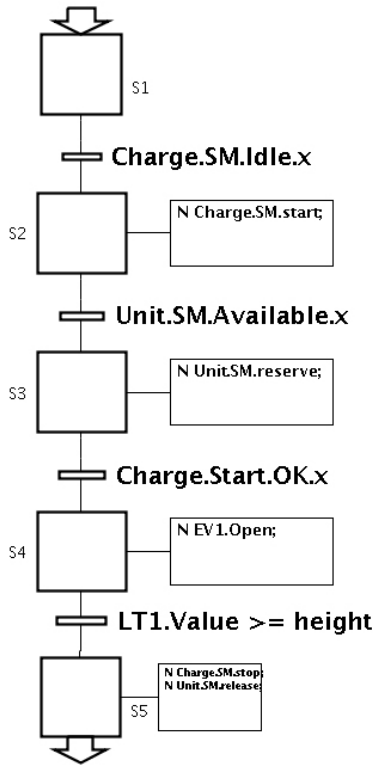 S1
Charge.SM.Idle.x
S2
N Charge.SM.start;
Unit.SM.Available.x
S3
N Unit.SM.reserve;
Charge.Start.OK.x
S4
N EV1.Open;
LT1.Value >= height
N Charge.SM.stop;
N Unit.SM.release;
S5